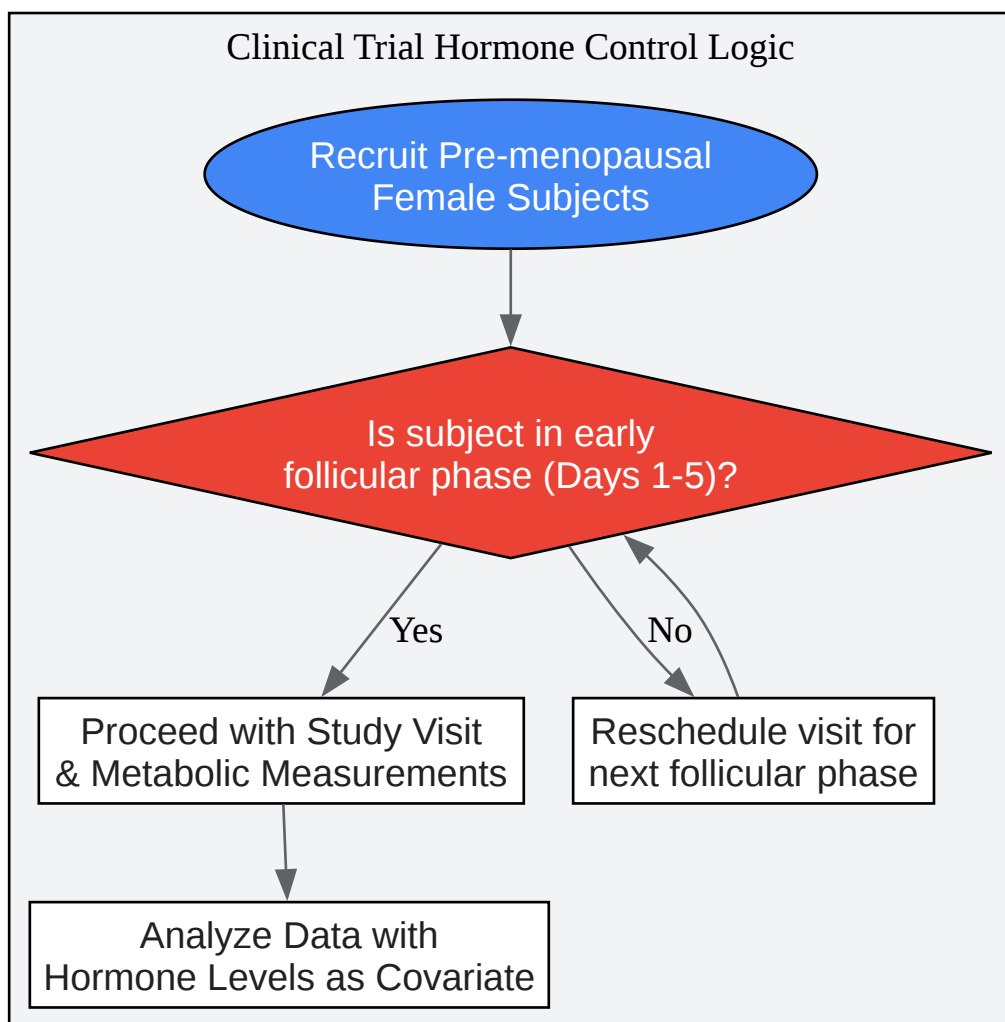 Clinical Trial Hormone Control Logic
Recruit Pre-menopausal
Female Subjects
Is subject in early
follicular phase (Days 1-5)?
Yes
No
Proceed with Study Visit
& Metabolic Measurements
Reschedule visit for
next follicular phase
Analyze Data with
Hormone Levels as Covariate